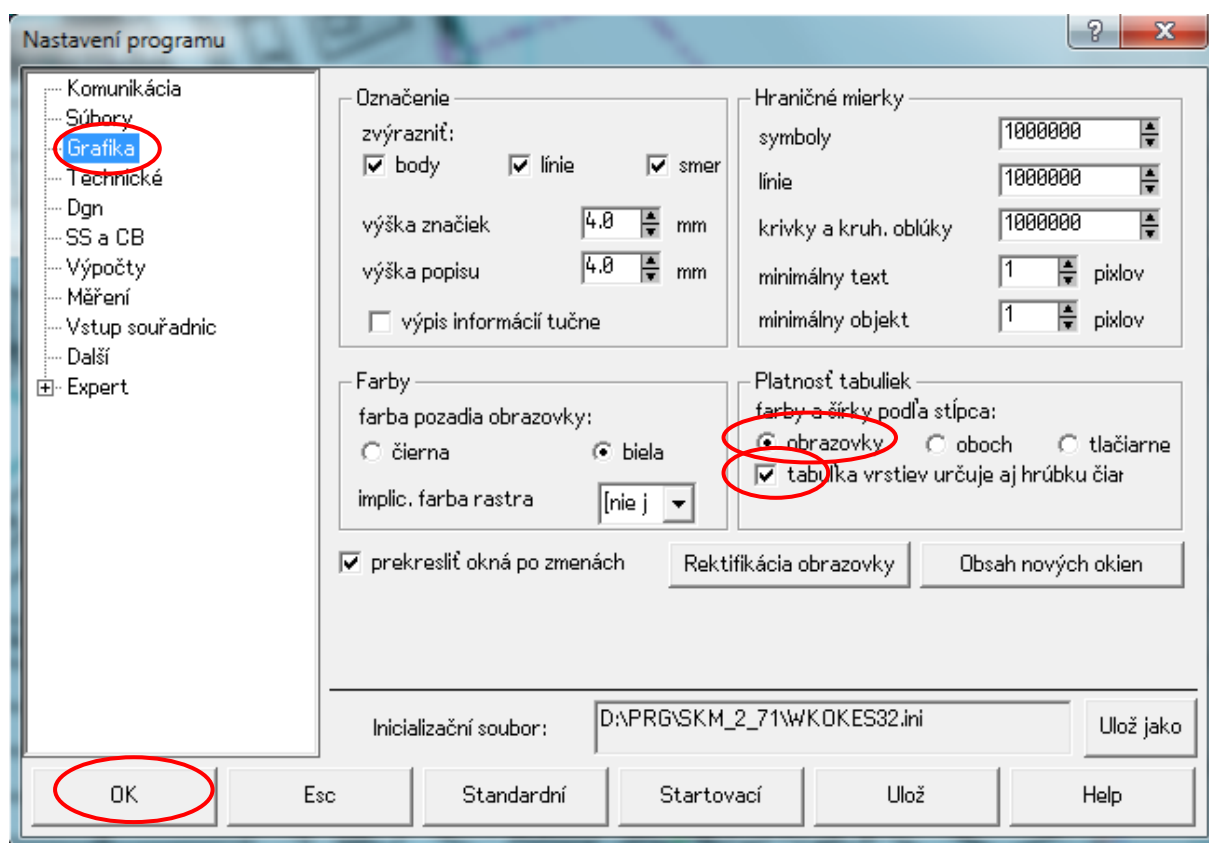 Nastavení programu
Komunikácia
Súbory
Grafika
Technické
Dgn
SS a CB
Výpočty
Měření
Vstup souřadnic
Další
Expert
Označenie
zvýrazniť:
body línie smer
výška značiek 4.0 mm
výška popisu 4.0 mm
výpis informácií tučne
Hraničné mierky
symboly 1000000
línie 1000000
krivky a kruh. oblúky 1000000
minimálny text 1 pixlov
minimálny objekt 1 pixlov
Farby
farba pozadia obrazovky:
čierna biela
implic. farba rastra [nie j
Platnosť tabuliek
farby a šírky podľa stĺpca:
obrazovky oboch tlačiarne
tabuľka vrstiev určuje aj hrúbku čiar
prekresliť okná po zmenách Rektifikácia obrazovky Obsah nových okien
Inicializační soubor: D:\PRG\SKM_2_71\WKOKES32.ini Ulož jako
OK Esc Standardní Startovací Ulož Help